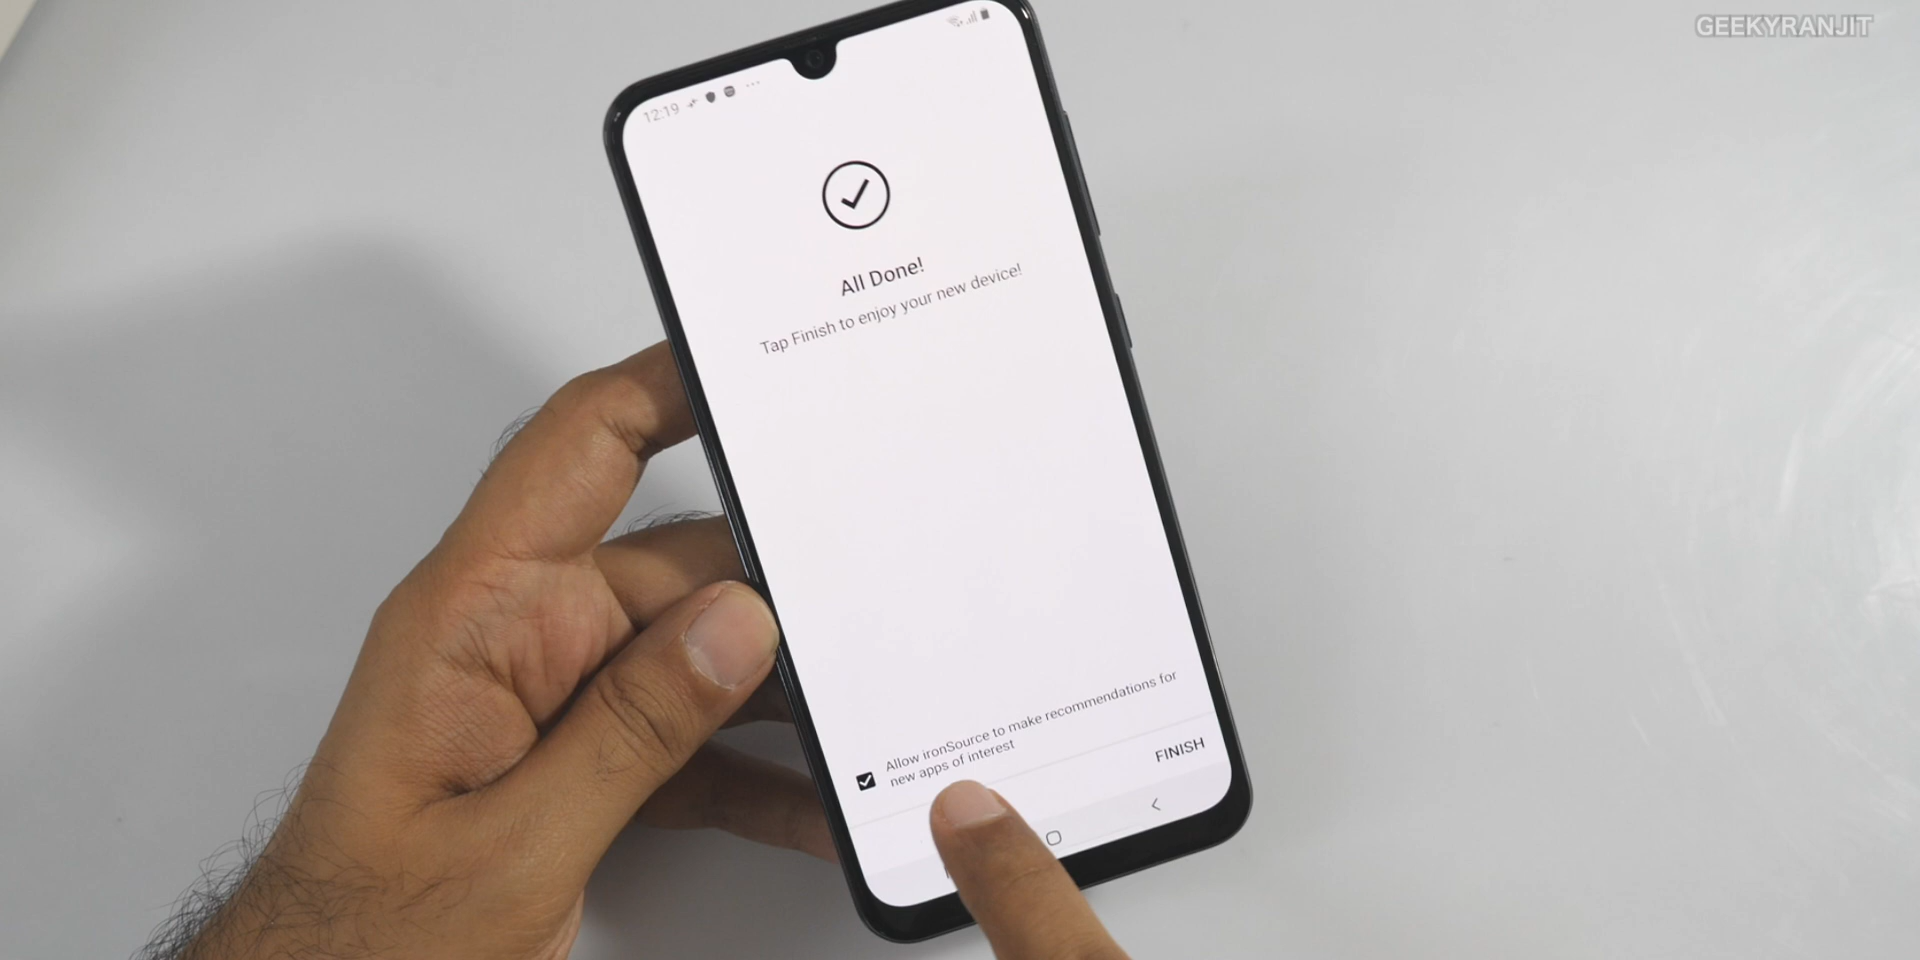 GEEKYRANJIT
12:19
All Done!
Tap Finish to enjoy your new device!
Allow ironSource to make recommendations for
new apps of interest
FINISH